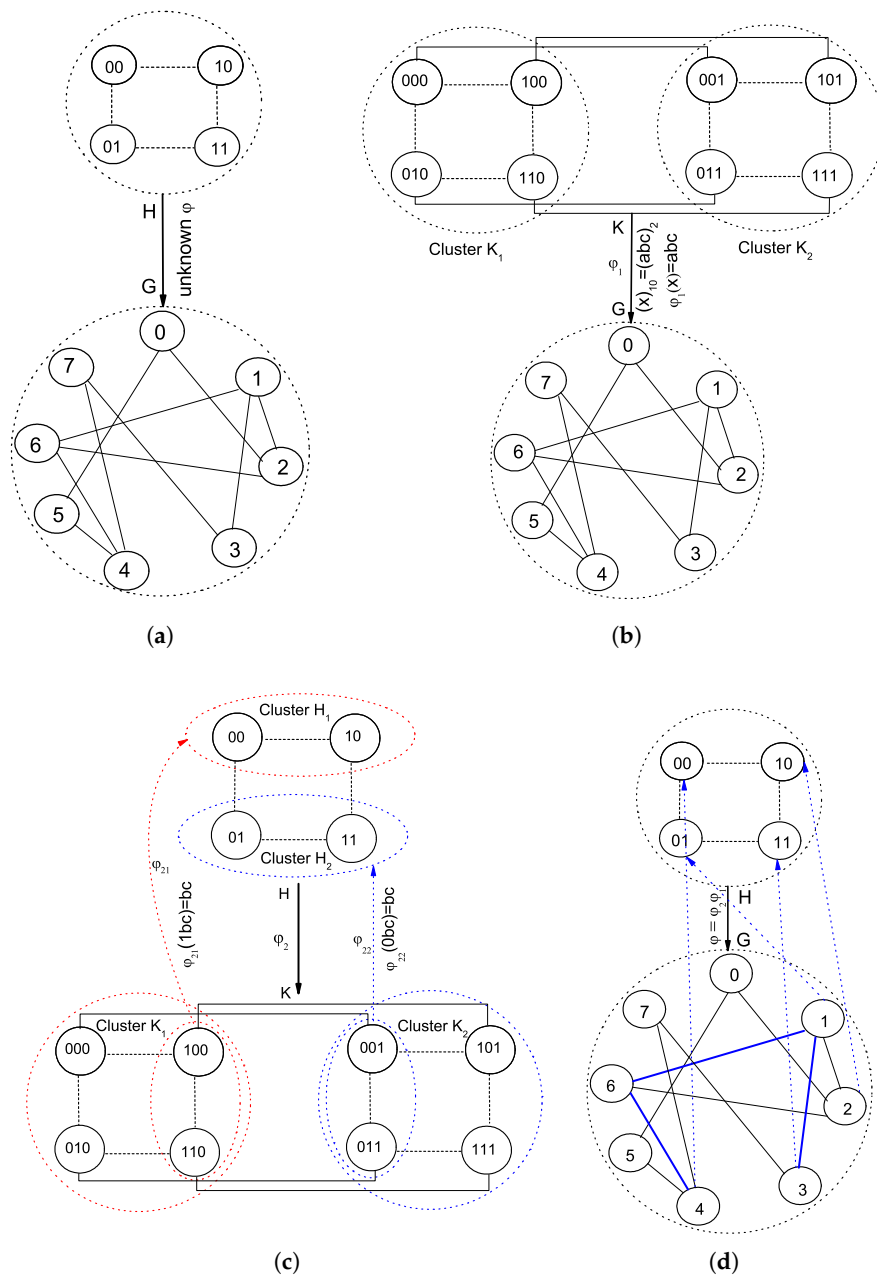 00 10
01 11
H
unknown φ
G
0
7
1
6
2
5
3
4
(a)
000 100 001 101
010 110 011 111
Cluster K1
K
Cluster K2
φ1
(x)10=(abc)2
φ1(x)=abc
G
0
7
1
6
2
5
3
4
(b)
Cluster H1
00 10
01 11
Cluster H2
φ21
φ21(1bc)=bc
H
φ2
K
φ22
φ22(0bc)=bc
Cluster K1
Cluster K2
000 100 001 101
010 110 011 111
(c)
00 10
01 11
H
φ= φ2φ1
G
0
7
1
6
2
5
3
4
(d)